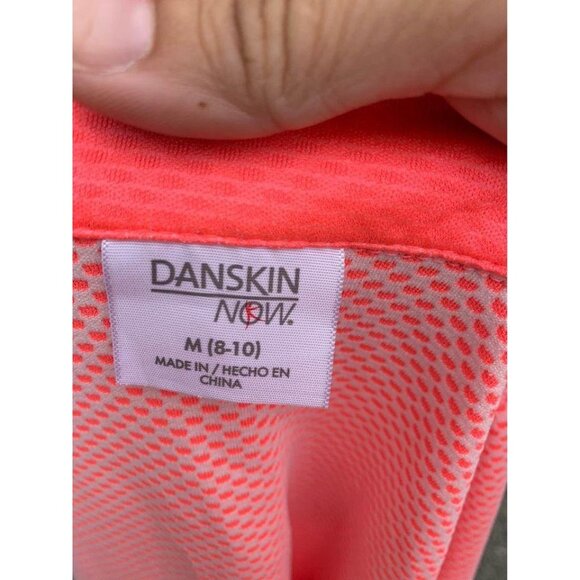 DANSKIN
NOW.
M (8-10)
MADE IN / HECHO EN
CHINA